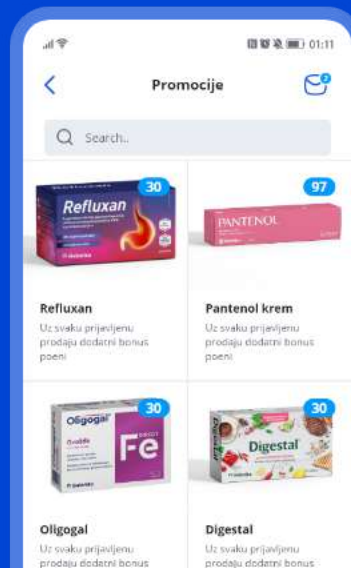 01:11
Promocije
2
Search..
30
97
Refluxan
PANTENOL
Refluxan
Pantenol krem
Uz svaku prijavljenu
prodaju dodatni bonus
poeni
Uz svaku prijavljenu
prodaju dodatni bonus
poeni
30
30
Oligogal
Fe
Digestal
Oligogal
Digestal
Uz svaku prijavljenu
prodaju dodatni bonus
Uz svaku prijavljenu
prodaju dodatni bonus